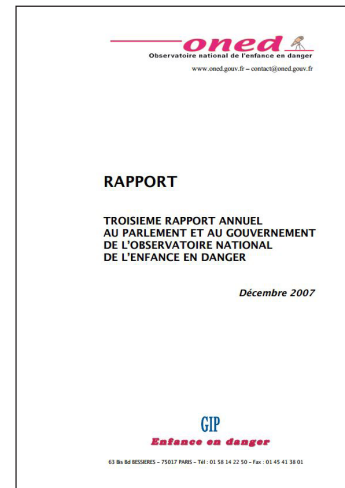 oned
Observatoire national de l'enfance en danger
www.oned.gouv.fr – contact@oned.gouv.fr
RAPPORT
TROISIEME RAPPORT ANNUEL
AU PARLEMENT ET AU GOUVERNEMENT
DE L'OBSERVATOIRE NATIONAL
DE L'ENFANCE EN DANGER
Décembre 2007
GIP
Enfance en danger
63 Bis Bd BESSIERES – 75017 PARIS – Tél : 01 58 14 22 50 – Fax : 01 45 41 38 01